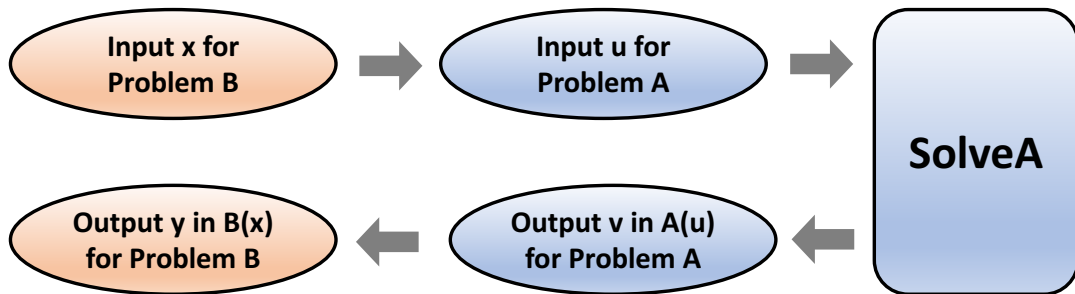 Input x for
Problem B
Input u for
Problem A
SolveA
Output y in B(x)
for Problem B
Output v in A(u)
for Problem A